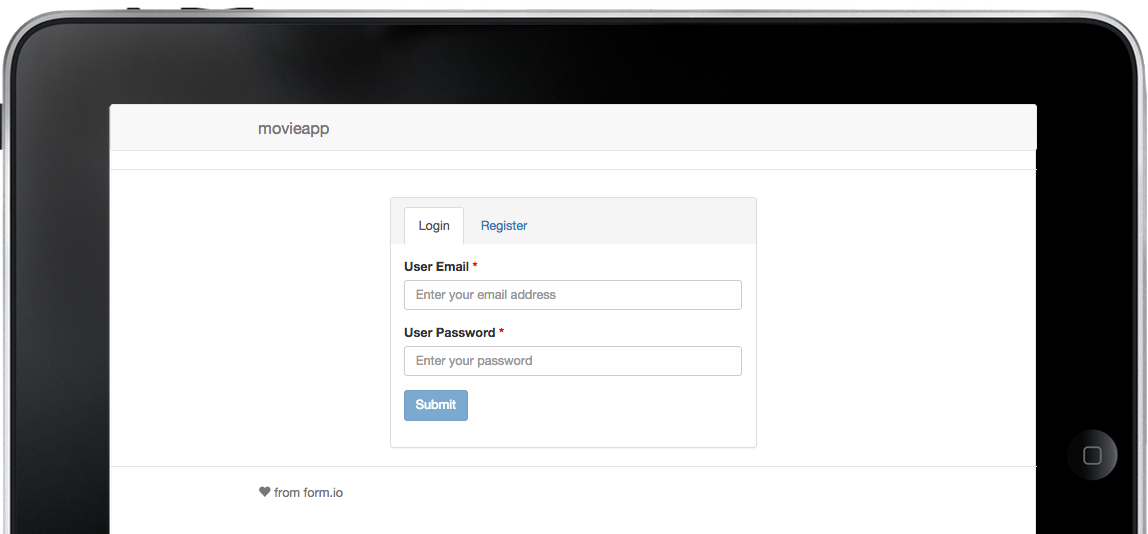 movieapp
Login Register
User Email *
Enter your email address
User Password *
Enter your password
Submit
♥ from form.io